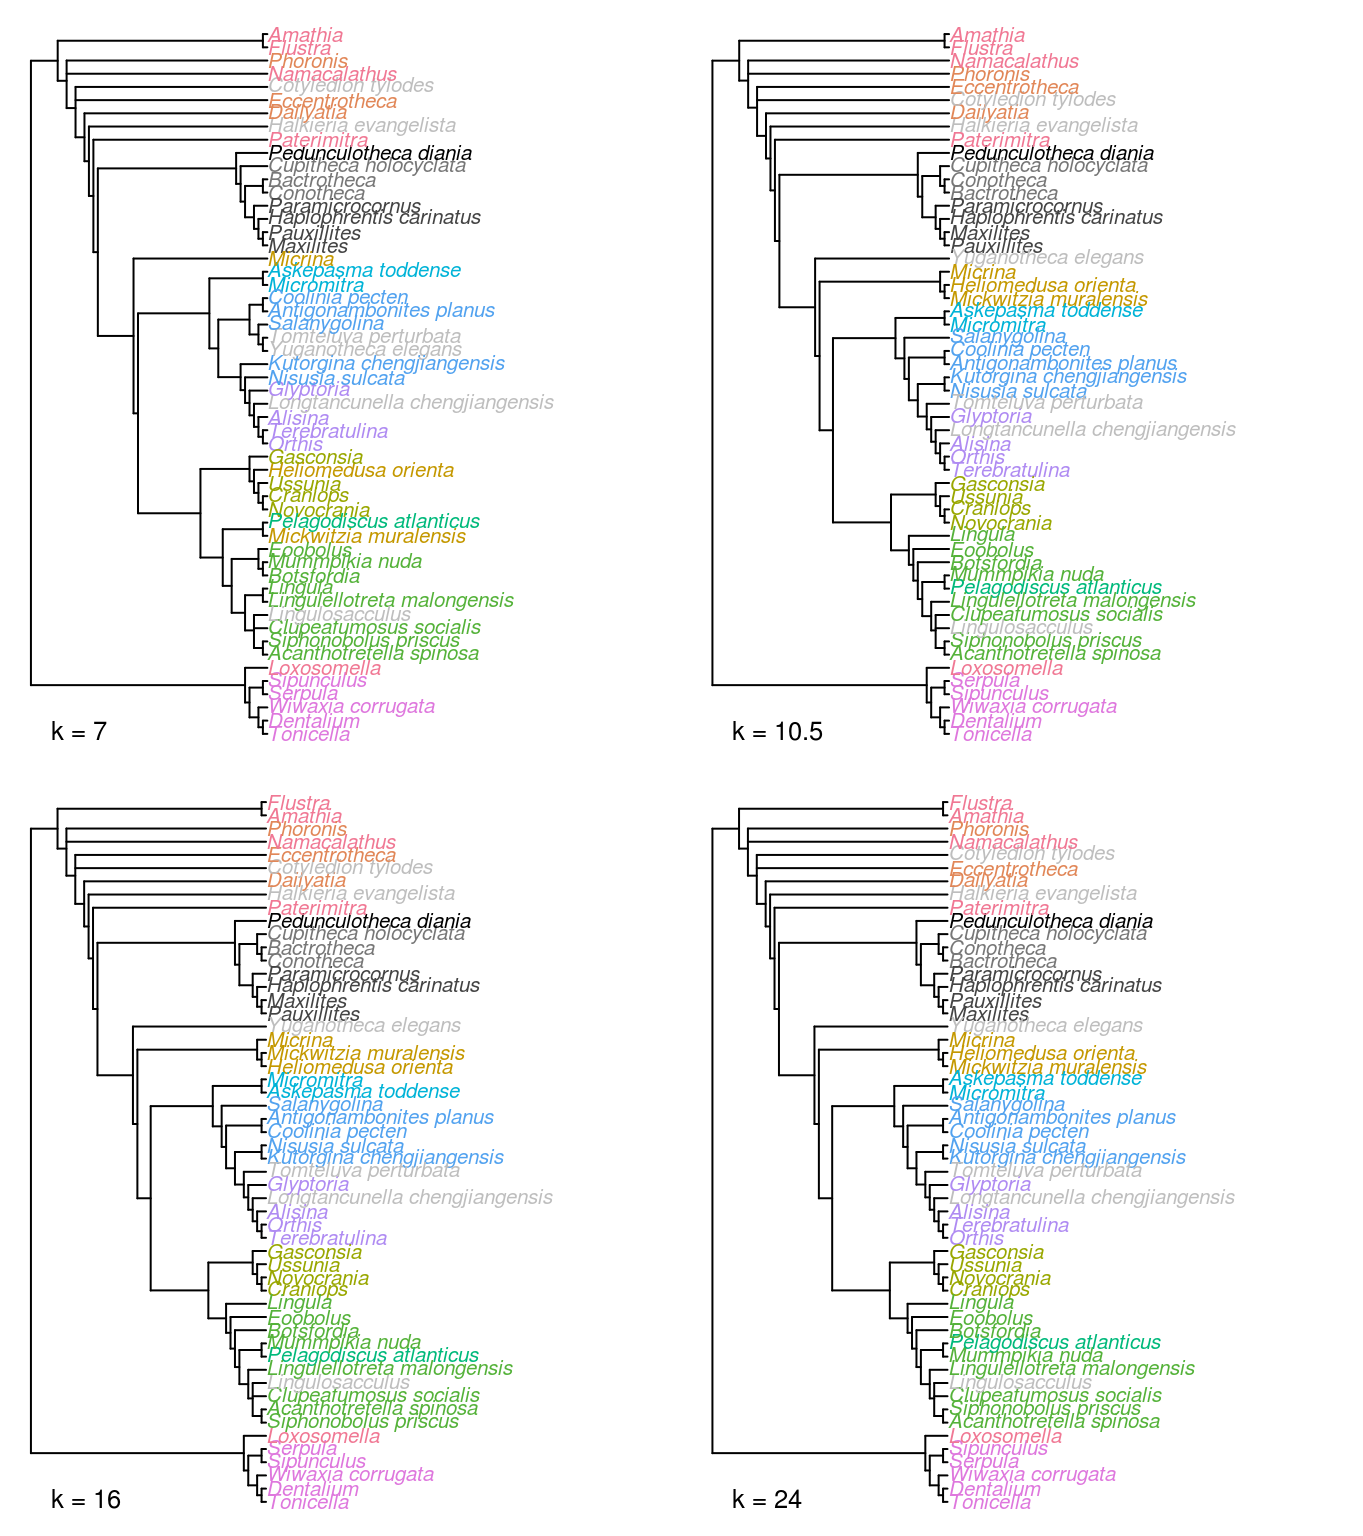 Amathia
Flustra
Phoronis
Namacalathus
Cotyledion tylodes
Eccentrotheca
Dailyatia
Halkieria evangelista
Paterimitra
Pedunculotheca diania
Cupitheca holocyclata
Bactrotheca
Conotheca
Paramicrocornus
Haplophrentis carinatus
Pauxillites
Maxilites
Micrina
Askepasma toddense
Micromitra
Coolinia pecten
Antigonambonites planus
Salanygolina
Tomteluva perturbata
Yuganotheca elegans
Kutorgina chengjiangensis
Nisusia sulcata
Glyptoria
Longtancunella chengjiangensis
Alisina
Terebratulina
Orthis
Gasconsia
Heliomedusa orienta
Ussunia
Craniops
Novocrania
Pelagodiscus atlanticus
Mickwitzia muralensis
Eoobolus
Mummpikia nuda
Botsfordia
Lingula
Lingulellotreta malongensis
Lingulosacculus
Clupeafumosus socialis
Siphonobolus priscus
Acanthotretella spinosa
Loxosomella
Sipunculus
Serpula
Wiwaxia corrugata
Dentalium
Tonicella
k = 7
Amathia
Flustra
Namacalathus
Phoronis
Eccentrotheca
Cotyledion tylodes
Dailyatia
Halkieria evangelista
Paterimitra
Pedunculotheca diania
Cupitheca holocyclata
Conotheca
Bactrotheca
Paramicrocornus
Haplophrentis carinatus
Maxilites
Pauxillites
Yuganotheca elegans
Micrina
Heliomedusa orienta
Mickwitzia muralensis
Askepasma toddense
Micromitra
Salanygolina
Coolinia pecten
Antigonambonites planus
Kutorgina chengjiangensis
Nisusia sulcata
Tomteluva perturbata
Glyptoria
Longtancunella chengjiangensis
Alisina
Orthis
Terebratulina
Gasconsia
Ussunia
Craniops
Novocrania
Lingula
Eoobolus
Botsfordia
Mummpikia nuda
Pelagodiscus atlanticus
Lingulellotreta malongensis
Clupeafumosus socialis
Lingulosacculus
Siphonobolus priscus
Acanthotretella spinosa
Loxosomella
Serpula
Sipunculus
Wiwaxia corrugata
Dentalium
Tonicella
k = 10.5
Flustra
Amathia
Phoronis
Namacalathus
Eccentrotheca
Cotyledion tylodes
Dailyatia
Halkieria evangelista
Paterimitra
Pedunculotheca diania
Cupitheca holocyclata
Bactrotheca
Conotheca
Paramicrocornus
Haplophrentis carinatus
Maxilites
Pauxillites
Yuganotheca elegans
Micrina
Mickwitzia muralensis
Heliomedusa orienta
Micromitra
Askepasma toddense
Salanygolina
Antigonambonites planus
Coolinia pecten
Nisusia sulcata
Kutorgina chengjiangensis
Tomteluva perturbata
Glyptoria
Longtancunella chengjiangensis
Alisina
Orthis
Terebratulina
Gasconsia
Ussunia
Novocrania
Craniops
Lingula
Eoobolus
Botsfordia
Mummpikia nuda
Pelagodiscus atlanticus
Lingulellotreta malongensis
Lingulosacculus
Clupeafumosus socialis
Acanthotretella spinosa
Siphonobolus priscus
Loxosomella
Serpula
Sipunculus
Wiwaxia corrugata
Dentalium
Tonicella
k = 16
Flustra
Amathia
Phoronis
Namacalathus
Cotyledion tylodes
Eccentrotheca
Dailyatia
Halkieria evangelista
Paterimitra
Pedunculotheca diania
Cupitheca holocyclata
Conotheca
Bactrotheca
Paramicrocornus
Haplophrentis carinatus
Pauxillites
Maxilites
Yuganotheca elegans
Micrina
Heliomedusa orienta
Mickwitzia muralensis
Askepasma toddense
Micromitra
Salanygolina
Antigonambonites planus
Coolinia pecten
Nisusia sulcata
Kutorgina chengjiangensis
Tomteluva perturbata
Glyptoria
Longtancunella chengjiangensis
Alisina
Terebratulina
Orthis
Gasconsia
Ussunia
Novocrania
Craniops
Lingula
Eoobolus
Botsfordia
Pelagodiscus atlanticus
Mummpikia nuda
Lingulellotreta malongensis
Lingulosacculus
Clupeafumosus socialis
Siphonobolus priscus
Acanthotretella spinosa
Loxosomella
Sipunculus
Serpula
Wiwaxia corrugata
Dentalium
Tonicella
k = 24